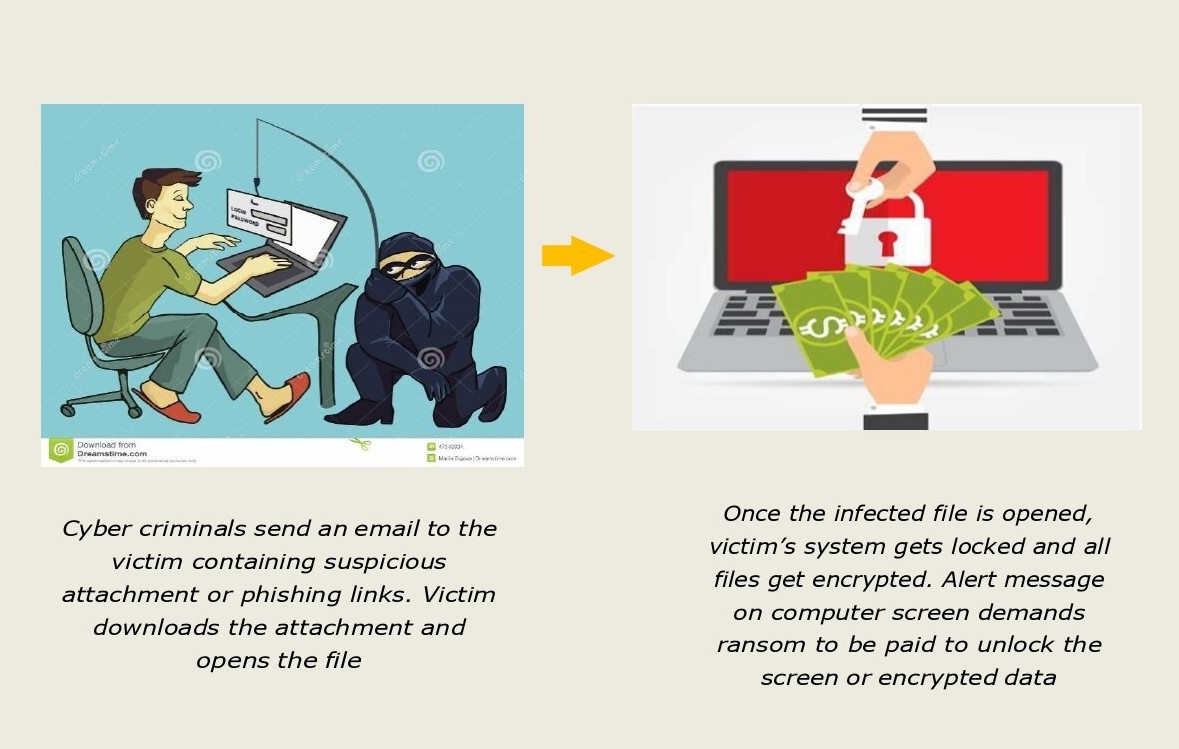 LOGIN
PASSWORD
Download from
Dreamstime.com
Cyber criminals send an email to the
victim containing suspicious
attachment or phishing links. Victim
downloads the attachment and
opens the file
Once the infected file is opened,
victim’s system gets locked and all
files get encrypted. Alert message
on computer screen demands
ransom to be paid to unlock the
screen or encrypted data